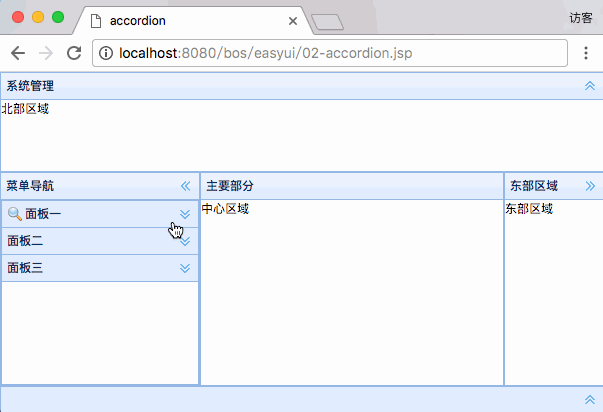 accordion
访客
localhost:8080/bos/easyui/02-accordion.jsp
系统管理
北部区域
菜单导航
主要部分
东部区域
面板一
中心区域
东部区域
面板二
面板三